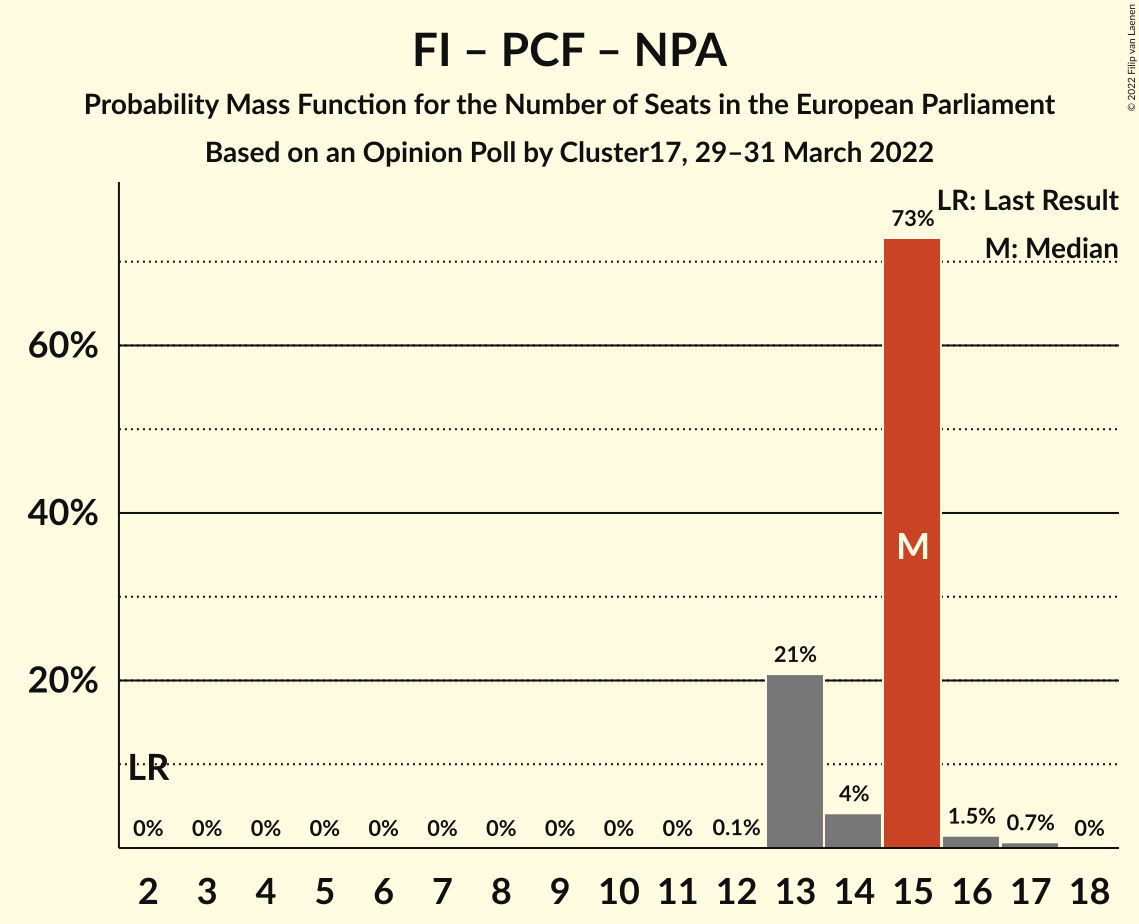 FI – PCF – NPA
Probability Mass Function for the Number of Seats in the European Parliament
Based on an Opinion Poll by Cluster17, 29–31 March 2022
© 2022 Filip van Laenen
LR: Last Result
M: Median
73%
60%
40%
M
21%
20%
LR
4%
0% 0% 0% 0% 0% 0% 0% 0% 0% 0% 0.1% 1.5% 0.7% 0%
2 3 4 5 6 7 8 9 10 11 12 13 14 15 16 17 18